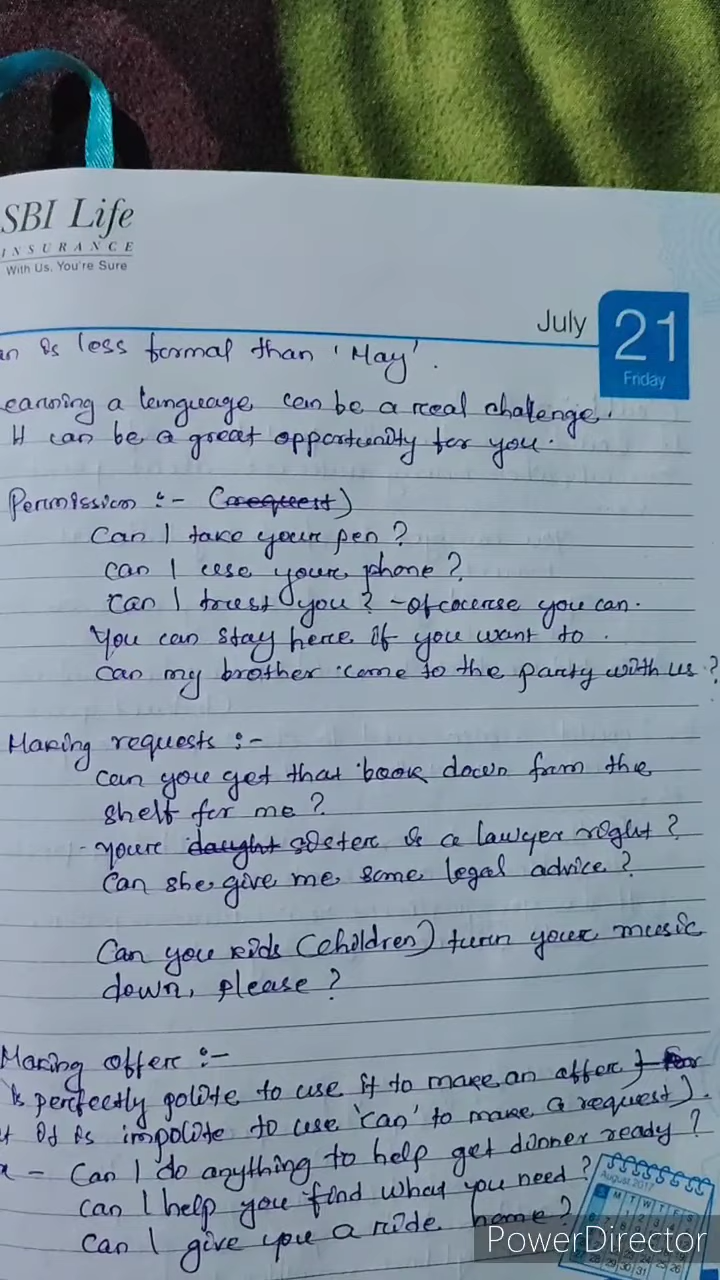 SBI Life
INSURANCE
With Us, You're Sure
July 21
Friday
an is less formal than 'May'.
earning a language can be a real challenge.
It can be a great opportunity for you.
Permission :- (request)
Can I take your pen?
can I use your phone?
Can I trust you? - ofcourse you can.
You can stay here if you want to.
Can my brother come to the party with us?
Making requests :-
Can you get that book down from the
shelf for me?
- your daught sister is a lawyer right?
Can she give me some legal advice?
Can you kids (children) turn your music
down, please?
Making offer :-
is perfectly polite to use it to make an offer) for
it is impolite to use 'can' to make a request).
- Can I do anything to help get dinner ready?
Can I help you find what you need?
Can I give you a ride home?
August 2017
M T W T F S
PowerDirector